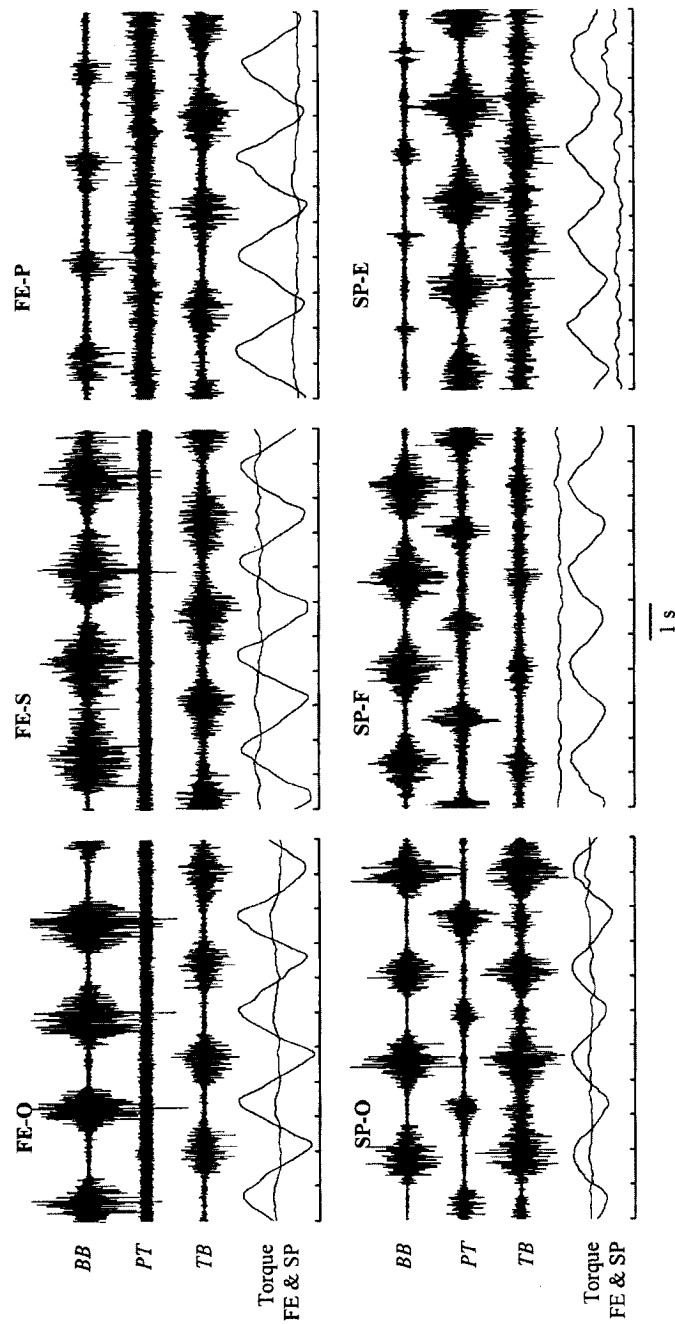 FE-O
FE-S
FE-P
BB
PT
TB
Torque
FE & SP
SP-O
SP-F
SP-E
BB
PT
TB
Torque
FE & SP
1 s